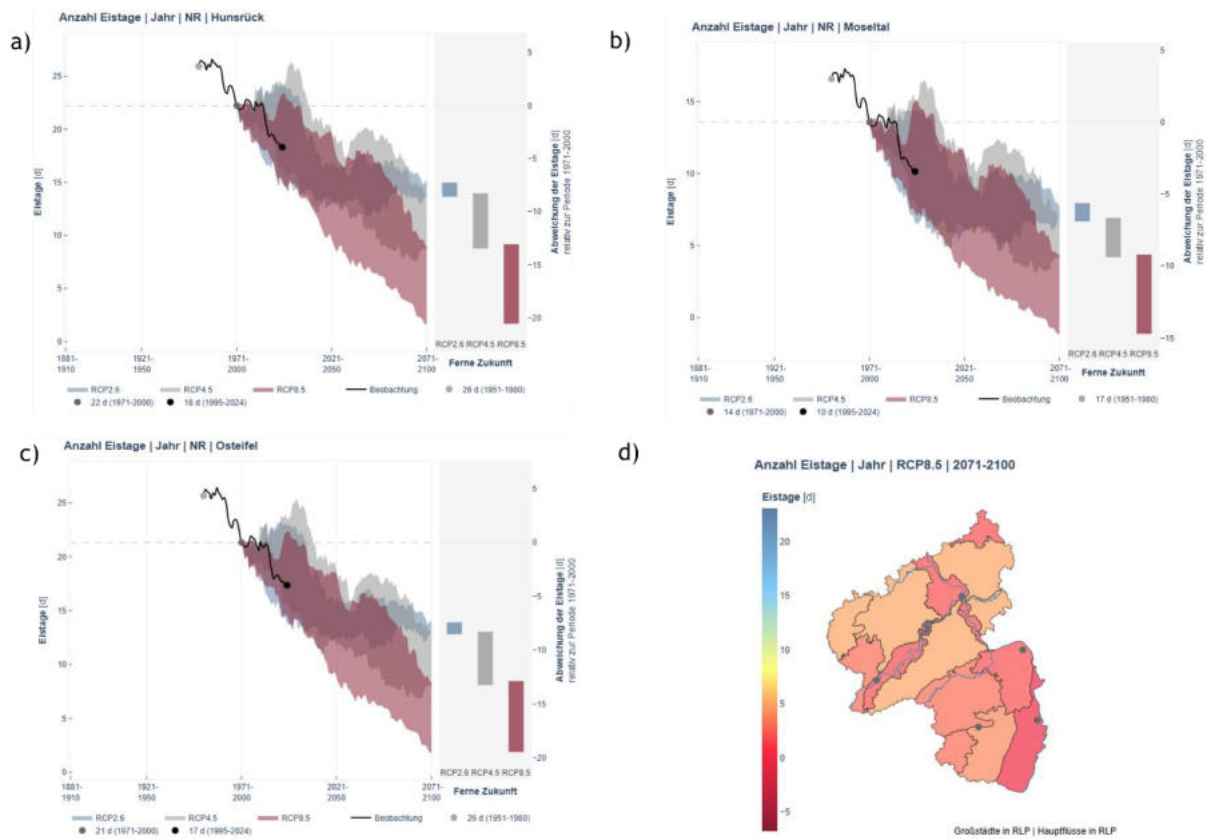 a)
Anzahl Eistage | Jahr | NR | Hunsrück
Eistage [d]
25
20
15
10
5
0
5
0
−5
−10
−15
−20
Abweichung der Eistage [d]
relativ zur Periode 1971-2000
1881-
1910
1921-
1950
1971-
2000
2021-
2050
2071-
2100
RCP2.6 RCP4.5 RCP8.5
Ferne Zukunft
RCP2.6 RCP4.5 RCP8.5 Beobachtung 26 d (1951-1980)
22 d (1971-2000) 18 d (1995-2024)
b)
Anzahl Eistage | Jahr | NR | Moseltal
Eistage [d]
15
10
5
0
5
0
−5
−10
−15
Abweichung der Eistage [d]
relativ zur Periode 1971-2000
1881-
1910
1921-
1950
1971-
2000
2021-
2050
2071-
2100
RCP2.6 RCP4.5 RCP8.5
Ferne Zukunft
RCP2.6 RCP4.5 RCP8.5 Beobachtung 17 d (1951-1980)
14 d (1971-2000) 10 d (1995-2024)
c)
Anzahl Eistage | Jahr | NR | Osteifel
Eistage [d]
25
20
15
10
5
0
5
0
−5
−10
−15
−20
Abweichung der Eistage [d]
relativ zur Periode 1971-2000
1881-
1910
1921-
1950
1971-
2000
2021-
2050
2071-
2100
RCP2.6 RCP4.5 RCP8.5
Ferne Zukunft
RCP2.6 RCP4.5 RCP8.5 Beobachtung 26 d (1951-1980)
21 d (1971-2000) 17 d (1995-2024)
d)
Anzahl Eistage | Jahr | RCP8.5 | 2071-2100
Eistage [d]
20
15
10
5
0
−5
Großstädte in RLP | Hauptflüsse in RLP